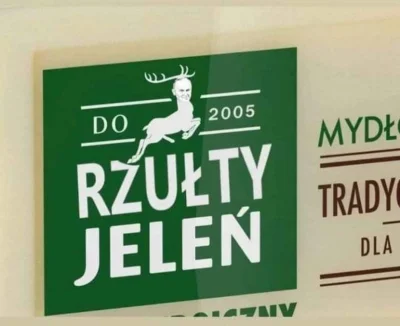 DO 2005
RZUŁTY
JELEŃ
MYDŁO
TRADYC
DLA